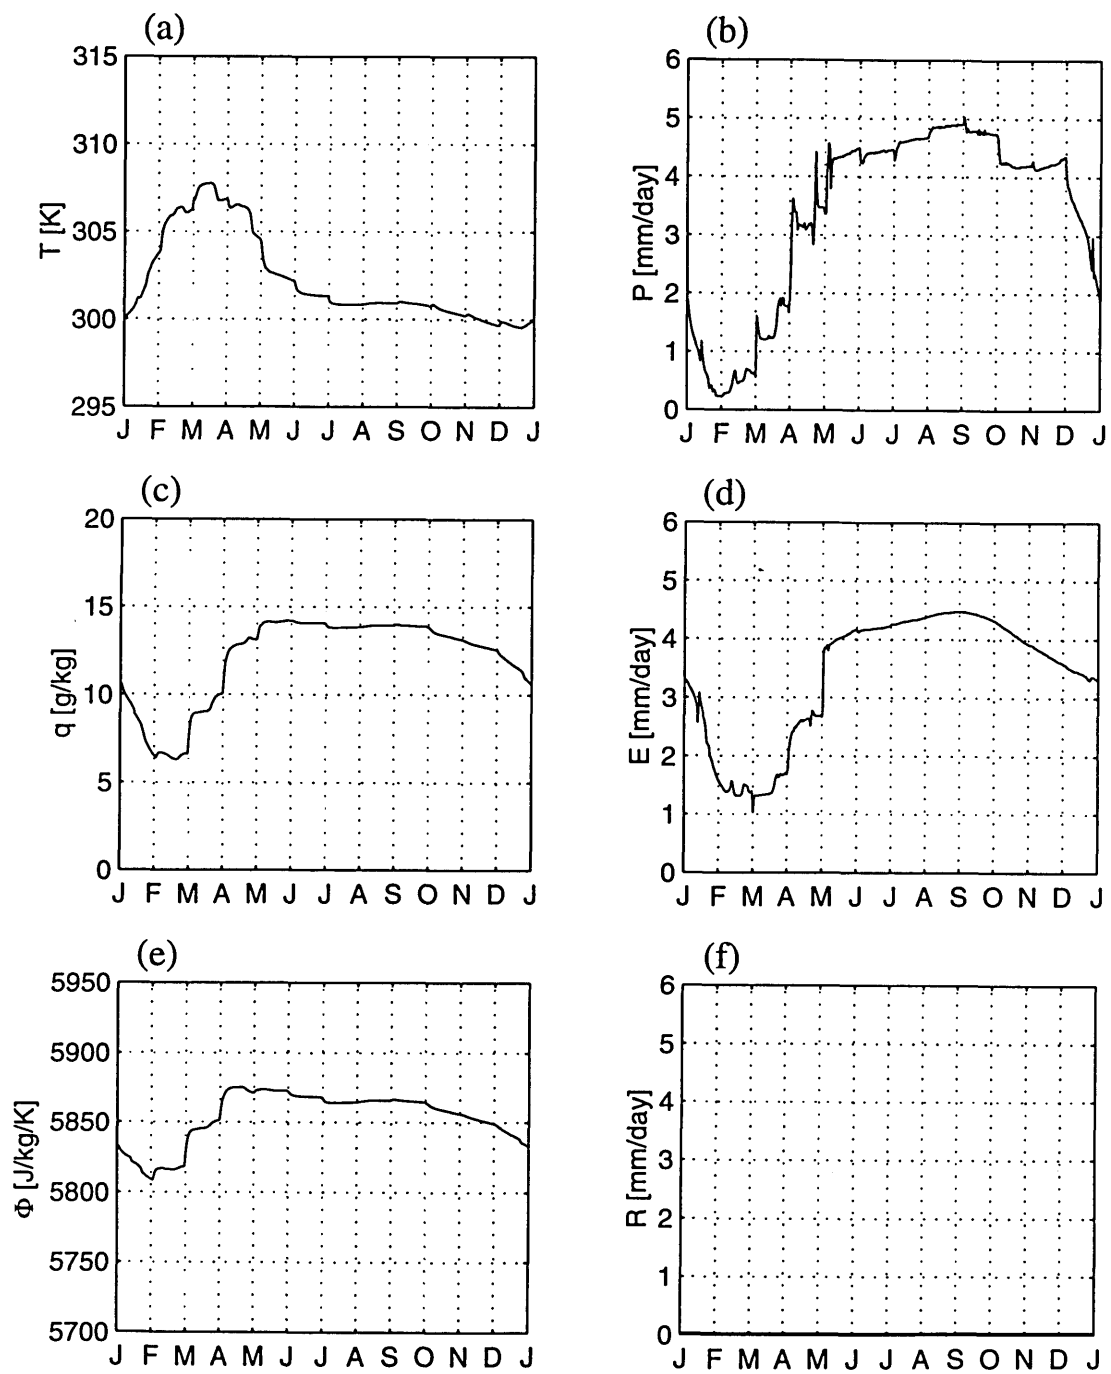 (a)
T [K]
315
310
305
300
295
J F M A M J J A S O N D J
(b)
P [mm/day]
6
5
4
3
2
1
0
J F M A M J J A S O N D J
(c)
q [g/kg]
20
15
10
5
0
J F M A M J J A S O N D J
(d)
E [mm/day]
6
5
4
3
2
1
0
J F M A M J J A S O N D J
(e)
Φ [J/kg/K]
5950
5900
5850
5800
5750
5700
J F M A M J J A S O N D J
(f)
R [mm/day]
6
5
4
3
2
1
0
J F M A M J J A S O N D J